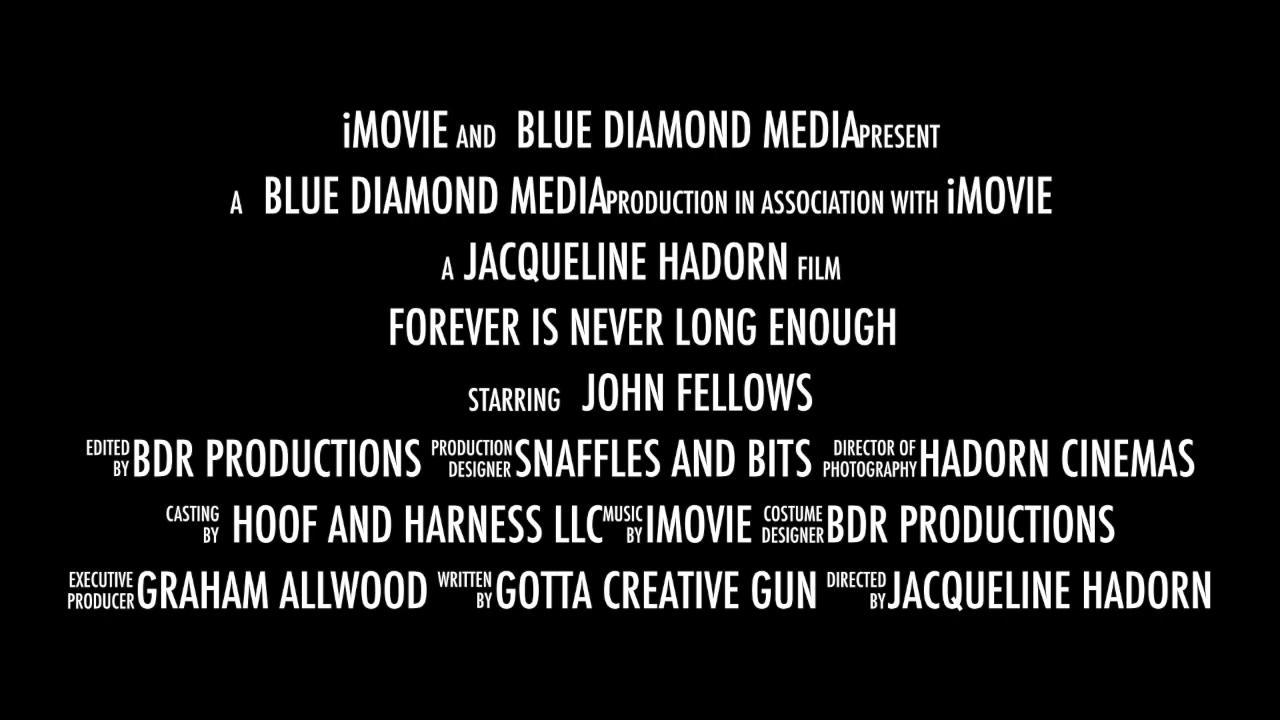 iMOVIE AND BLUE DIAMOND MEDIA PRESENT
A BLUE DIAMOND MEDIA PRODUCTION IN ASSOCIATION WITH iMOVIE
A JACQUELINE HADORN FILM
FOREVER IS NEVER LONG ENOUGH
STARRING JOHN FELLOWS
EDITED BY BDR PRODUCTIONS PRODUCTION DESIGNER SNAFFLES AND BITS DIRECTOR OF PHOTOGRAPHY HADORN CINEMAS
CASTING BY HOOF AND HARNESS LLC MUSIC BY IMOVIE COSTUME DESIGNER BDR PRODUCTIONS
EXECUTIVE PRODUCER GRAHAM ALLWOOD WRITTEN BY GOTTA CREATIVE GUN DIRECTED BY JACQUELINE HADORN